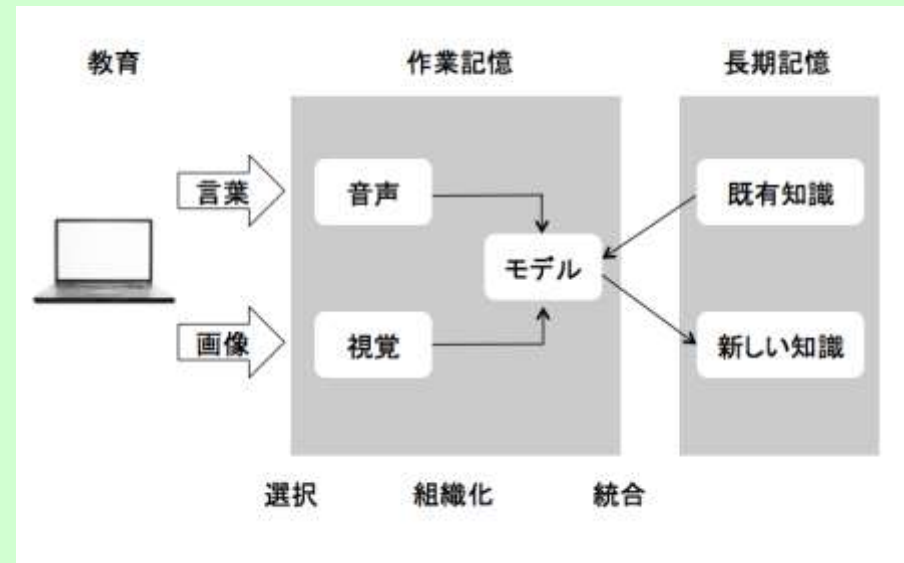 教育
作業記憶
長期記憶
言葉
音声
既有知識
モデル
画像
視覚
新しい知識
選択
組織化
統合